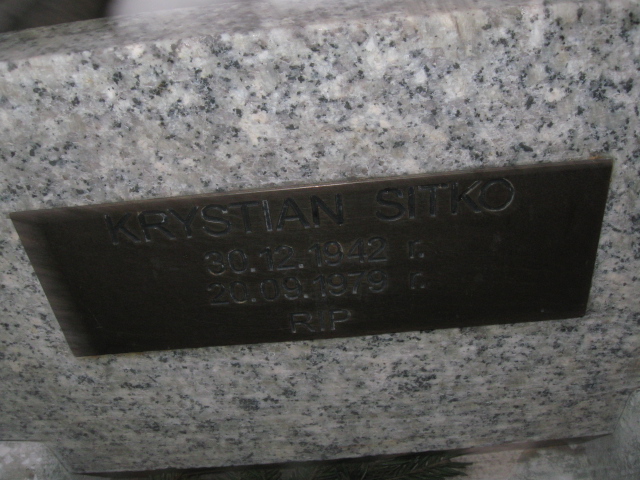 KRYSTIAN SITKO
30.12.1942 r.
20.09.1979 r.
R.I.P